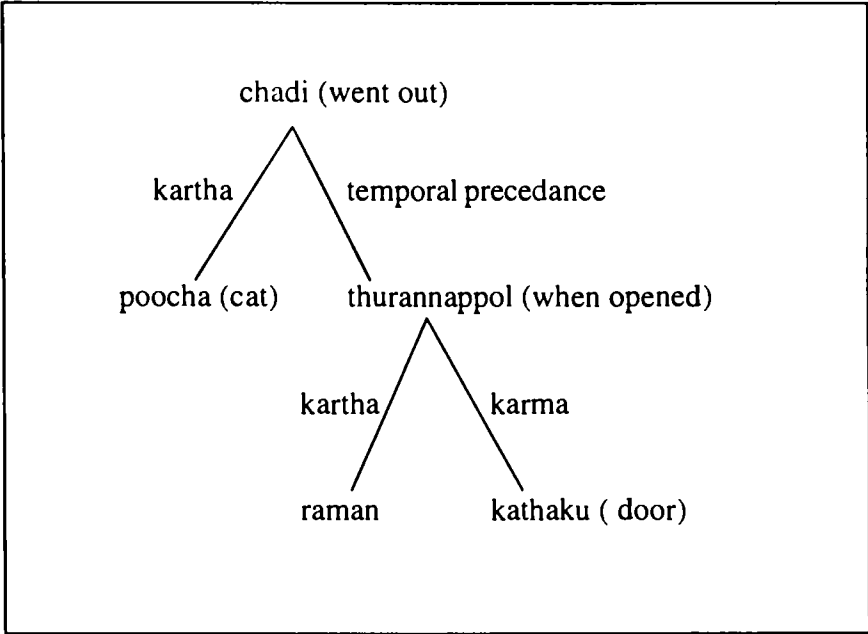 chadi (went out)
kartha temporal precedance
poocha (cat) thurannappol (when opened)
kartha karma
raman kathaku ( door)